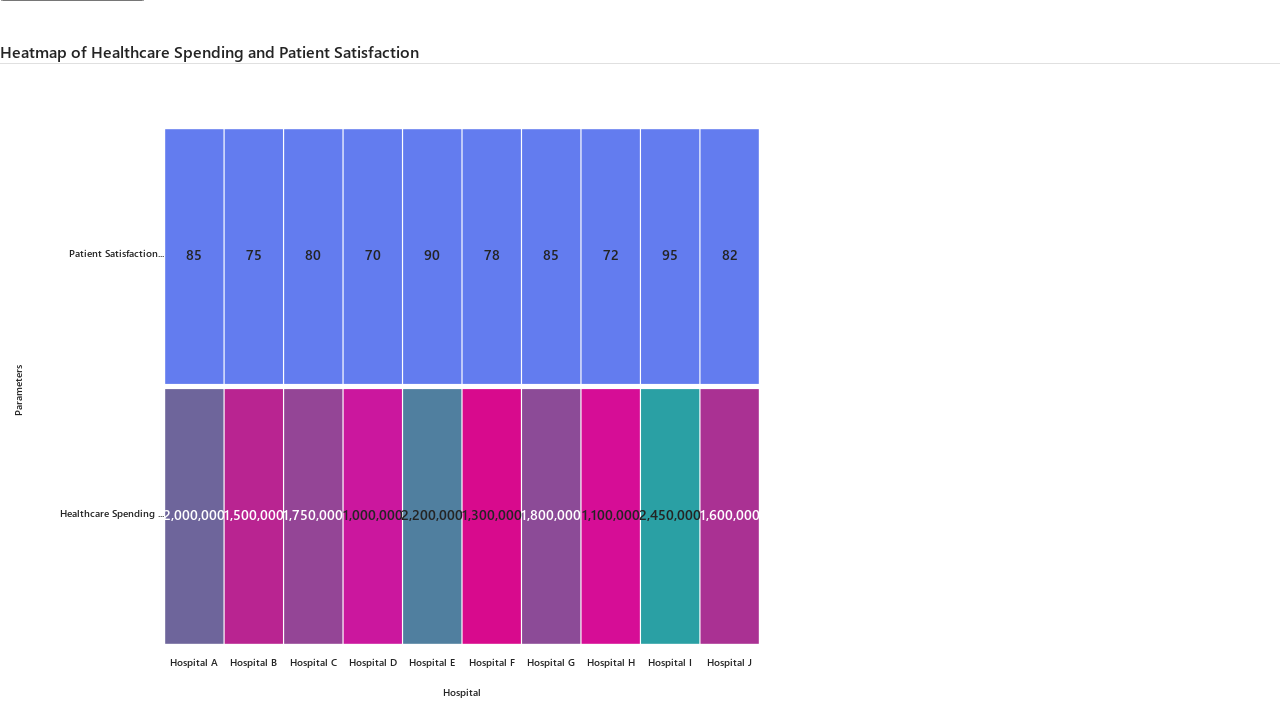 Heatmap of Healthcare Spending and Patient Satisfaction
Patient Satisfaction...
85 75 80 70 90 78 85 72 95 82
Parameters
Healthcare Spending ...
2,000,000 1,500,000 1,750,000 1,000,000 2,200,000 1,300,000 1,800,000 1,100,000 2,450,000 1,600,000
Hospital A Hospital B Hospital C Hospital D Hospital E Hospital F Hospital G Hospital H Hospital I Hospital J
Hospital